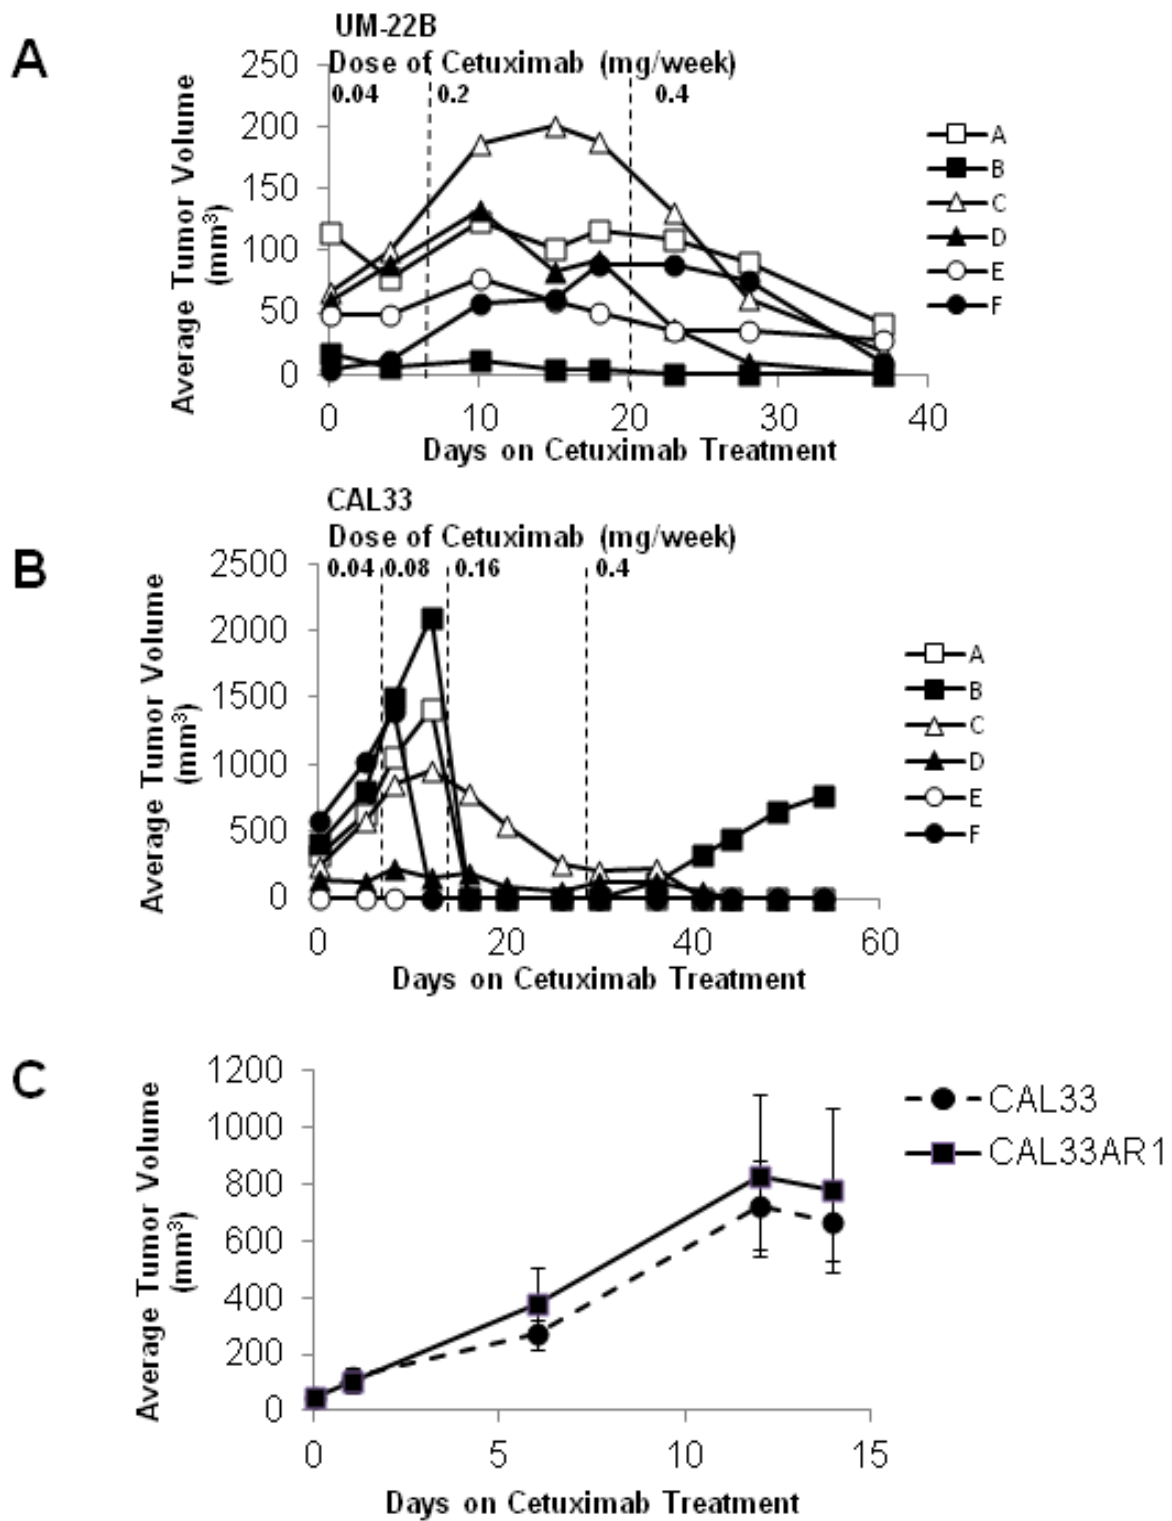 A
UM-22B
Dose of Cetuximab (mg/week)
0.04 0.2 0.4
250
200
150
100
50
0
Average Tumor Volume
(mm³)
0 10 20 30 40
Days on Cetuximab Treatment
A
B
C
D
E
F
B
CAL33
Dose of Cetuximab (mg/week)
0.04 0.08 0.16 0.4
2500
2000
1500
1000
500
0
Average Tumor Volume
(mm³)
0 20 40 60
Days on Cetuximab Treatment
A
B
C
D
E
F
C
1200
1000
800
600
400
200
0
Average Tumor Volume
(mm³)
0 5 10 15
Days on Cetuximab Treatment
CAL33
CAL33AR1